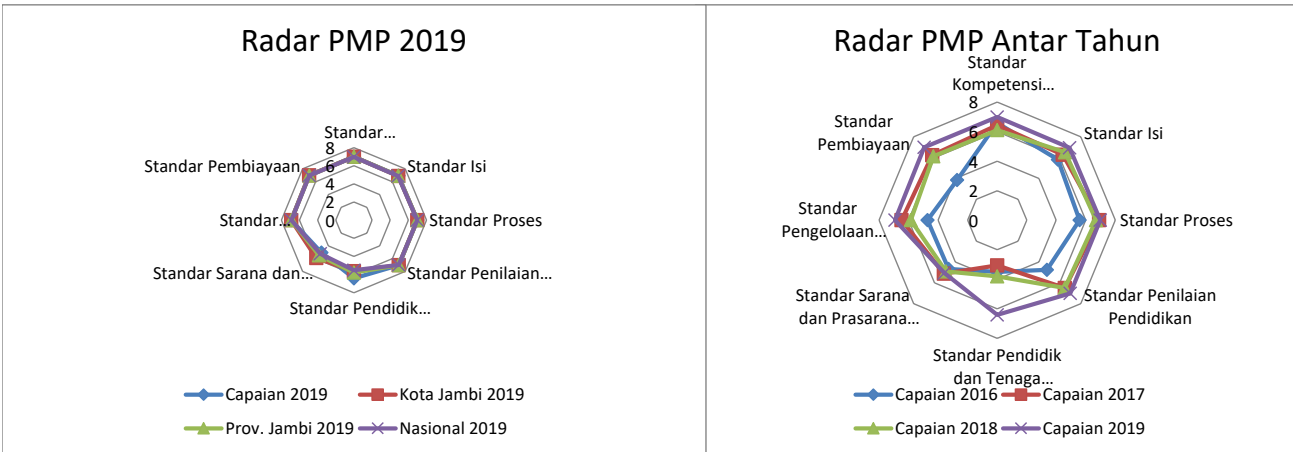 Radar PMP 2019
Standar...
8
6
4
2
0
Standar Isi
Standar Proses
Standar Penilaian...
Standar Pendidik...
Standar Sarana dan...
Standar...
Standar Pembiayaan
Capaian 2019
Kota Jambi 2019
Prov. Jambi 2019
Nasional 2019
Radar PMP Antar Tahun
Standar
Kompetensi...
8
6
4
2
0
Standar Isi
Standar Proses
Standar Penilaian
Pendidikan
Standar Pendidik
dan Tenaga...
Standar Sarana
dan Prasarana...
Standar
Pengelolaan...
Standar
Pembiayaan
Capaian 2016
Capaian 2017
Capaian 2018
Capaian 2019